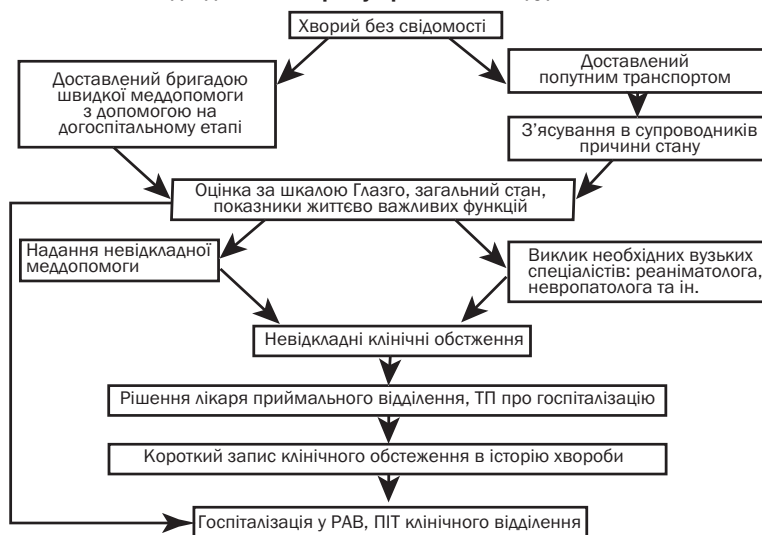 Хворий без свідомості
Доставлений бригадою
швидкої меддопомоги
з допомогою на
догоспітальному етапі
Доставлений
попутним транспортом
З’ясування в супроводників
причини стану
Оцінка за шкалою Глазго, загальний стан,
показники життєво важливих функцій
Надання невідкладної
меддопомоги
Виклик необхідних вузьких
спеціалістів: реаніматолога,
невропатолога та ін.
Невідкладні клінічні обстження
Рішення лікаря приймального відділення, ТП про госпіталізацію
Короткий запис клінічного обстеження в історію хвороби
Госпіталізація у РАВ, ПІТ клінічного відділення